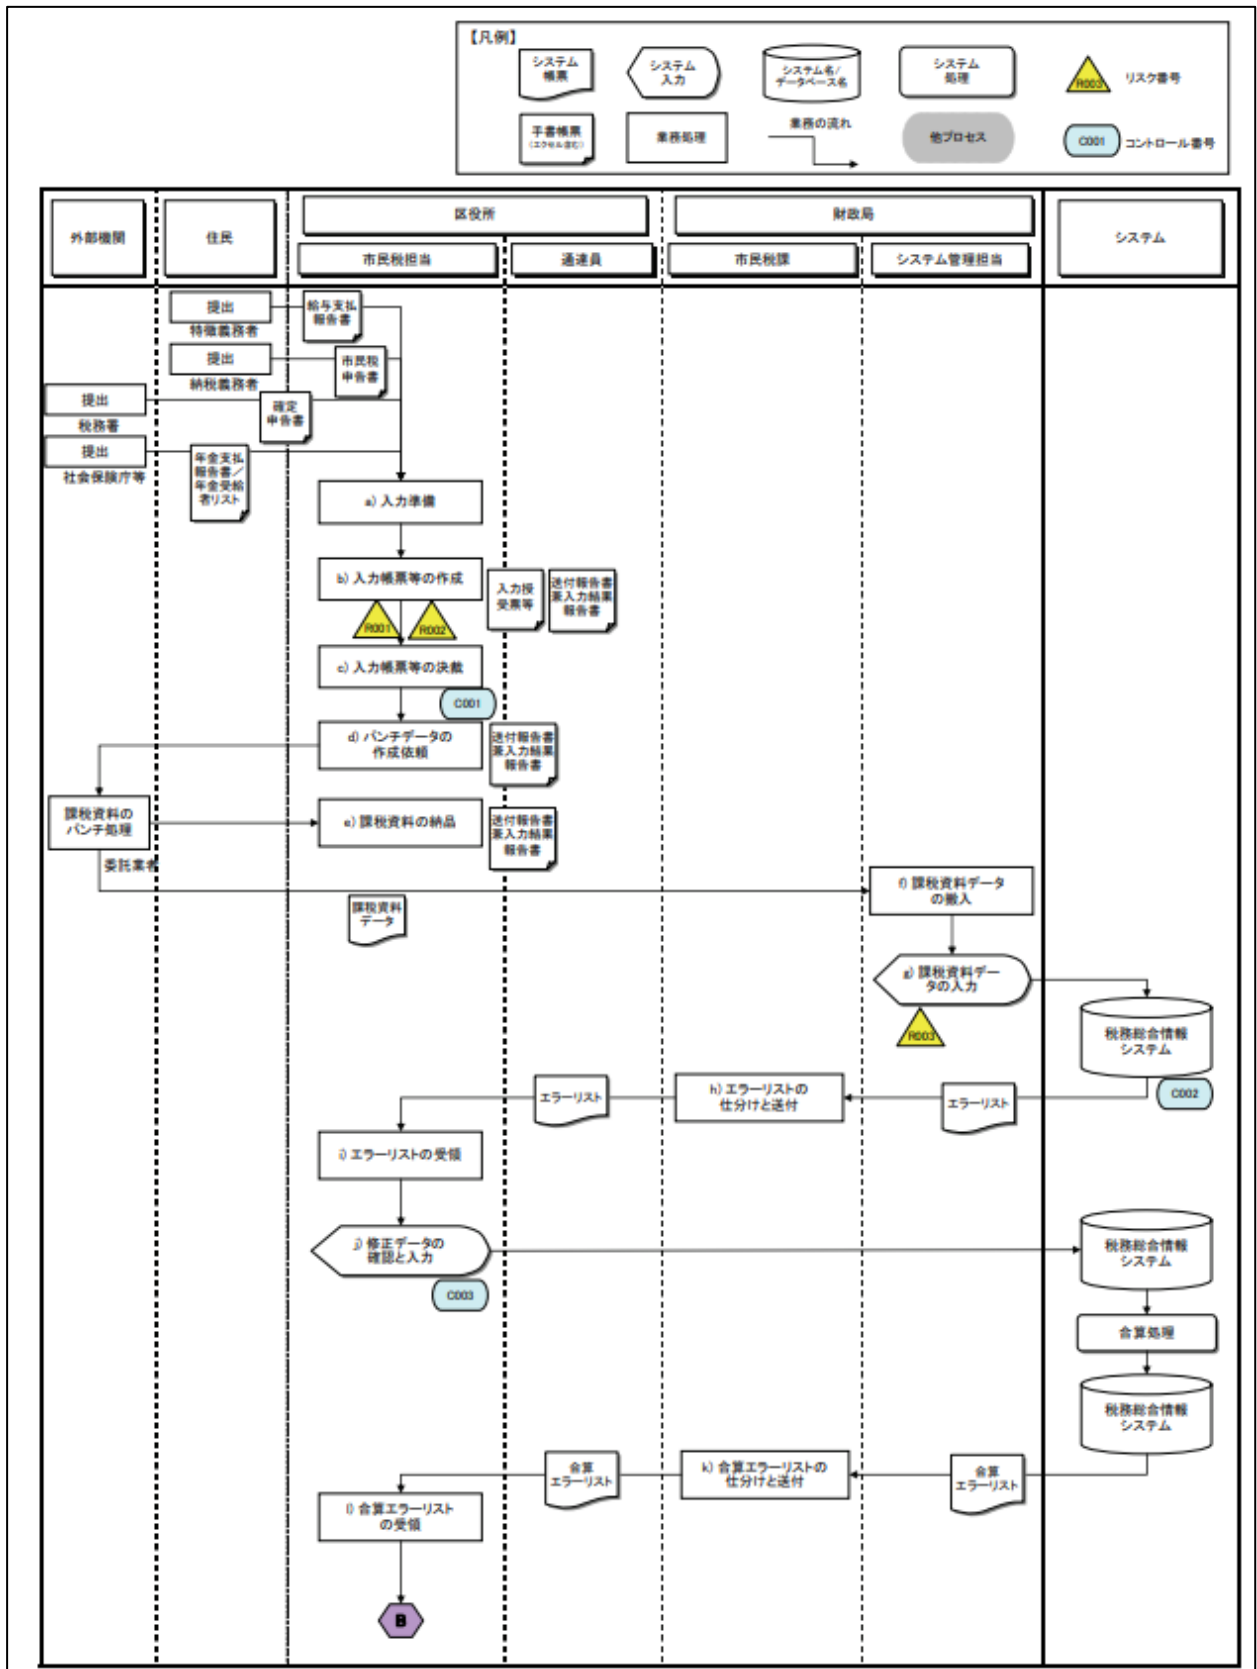 【凡例】
システム
帳票
システム
入力
システム名/
データベース名
システム
処理
R003
リスク番号
手書帳票
(エクセル含む)
業務処理
業務の流れ
他プロセス
C001
コントロール番号
外部機関
住民
区役所
財政局
システム
市民税担当
通達員
市民税課
システム管理担当
提出
特徴義務者
給与支払
報告書
提出
納税義務者
市民税
申告書
提出
税務署
確定
申告書
提出
社会保険庁等
年金支払
報告書/
年金受給
者リスト
a) 入力準備
b) 入力帳票等の作成
入力授
受票等
送付報告書
兼入力結果
報告書
R001
R002
c) 入力帳票等の決裁
C001
d) パンチデータの
作成依頼
送付報告書
兼入力結果
報告書
課税資料の
パンチ処理
委託業者
e) 課税資料の納品
送付報告書
兼入力結果
報告書
f) 課税資料データ
の搬入
課税資料
データ
g) 課税資料デー
タの入力
R003
税務総合情報
システム
C002
エラーリスト
h) エラーリストの
仕分けと送付
エラーリスト
i) エラーリストの受領
j) 修正データの
確認と入力
C003
税務総合情報
システム
合算処理
税務総合情報
システム
合算
エラーリスト
k) 合算エラーリストの
仕分けと送付
合算
エラーリスト
l) 合算エラーリスト
の受領
B